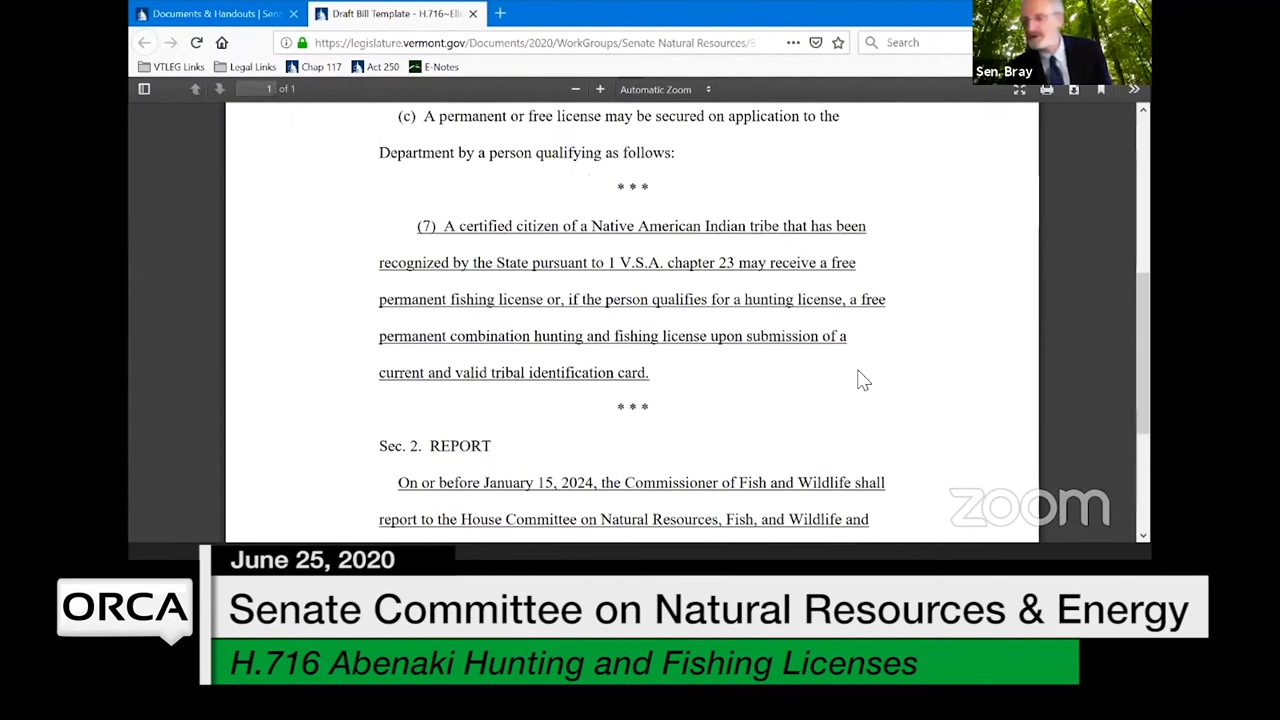 Documents & Handouts | Sena
Draft Bill Template - H.716~Elle
https://legislature.vermont.gov/Documents/2020/WorkGroups/Senate Natural Resources/B
Search
VTLEG Links
Legal Links
Chap 117
Act 250
E-Notes
Sen. Bray
1 of 1
Automatic Zoom
(c) A permanent or free license may be secured on application to the
Department by a person qualifying as follows:
* * *
(7) A certified citizen of a Native American Indian tribe that has been
recognized by the State pursuant to 1 V.S.A. chapter 23 may receive a free
permanent fishing license or, if the person qualifies for a hunting license, a free
permanent combination hunting and fishing license upon submission of a
current and valid tribal identification card.
* * *
Sec. 2. REPORT
On or before January 15, 2024, the Commissioner of Fish and Wildlife shall
report to the House Committee on Natural Resources, Fish, and Wildlife and
zoom
June 25, 2020
ORCA
Senate Committee on Natural Resources & Energy
H.716 Abenaki Hunting and Fishing Licenses